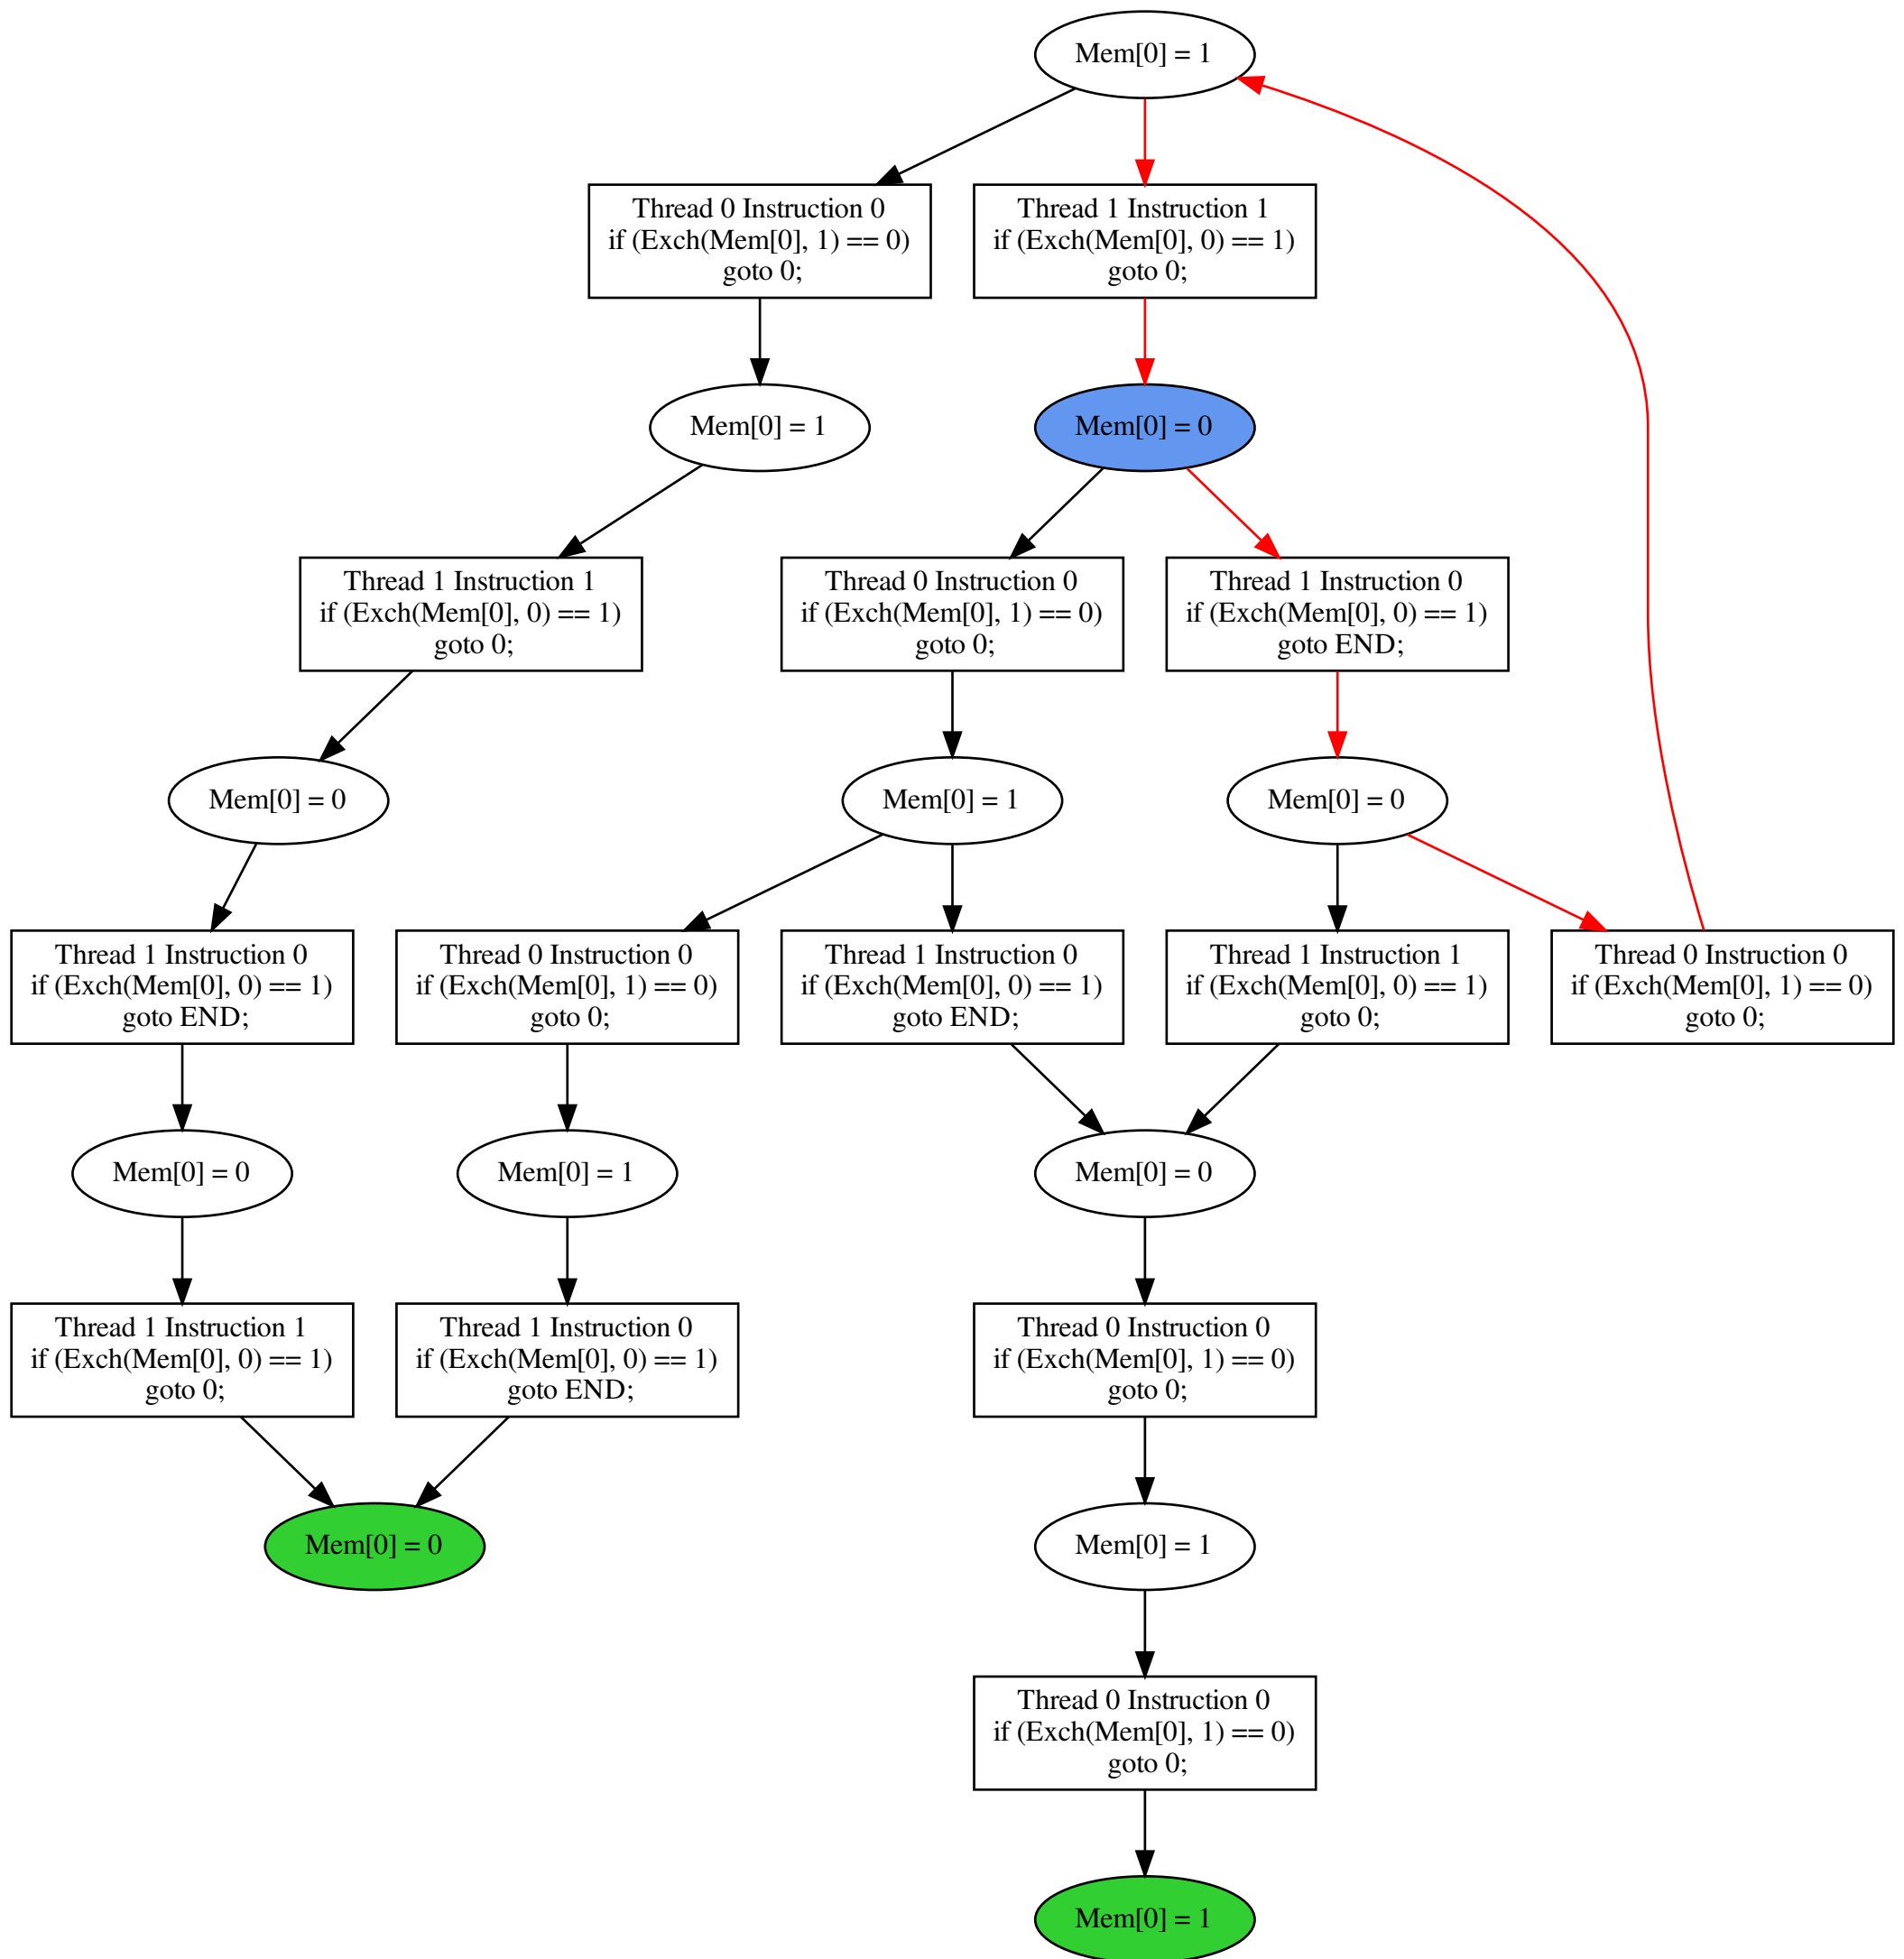 Mem[0] = 1
Thread 0 Instruction 0
if (Exch(Mem[0], 1) == 0)
goto 0;
Thread 1 Instruction 1
if (Exch(Mem[0], 0) == 1)
goto 0;
Mem[0] = 1
Mem[0] = 0
Thread 1 Instruction 1
if (Exch(Mem[0], 0) == 1)
goto 0;
Thread 0 Instruction 0
if (Exch(Mem[0], 1) == 0)
goto 0;
Thread 1 Instruction 0
if (Exch(Mem[0], 0) == 1)
goto END;
Mem[0] = 0
Mem[0] = 1
Mem[0] = 0
Thread 1 Instruction 0
if (Exch(Mem[0], 0) == 1)
goto END;
Thread 0 Instruction 0
if (Exch(Mem[0], 1) == 0)
goto 0;
Thread 1 Instruction 0
if (Exch(Mem[0], 0) == 1)
goto END;
Thread 1 Instruction 1
if (Exch(Mem[0], 0) == 1)
goto 0;
Thread 0 Instruction 0
if (Exch(Mem[0], 1) == 0)
goto 0;
Mem[0] = 0
Mem[0] = 1
Mem[0] = 0
Thread 1 Instruction 1
if (Exch(Mem[0], 0) == 1)
goto 0;
Thread 1 Instruction 0
if (Exch(Mem[0], 0) == 1)
goto END;
Thread 0 Instruction 0
if (Exch(Mem[0], 1) == 0)
goto 0;
Mem[0] = 0
Mem[0] = 1
Thread 0 Instruction 0
if (Exch(Mem[0], 1) == 0)
goto 0;
Mem[0] = 1